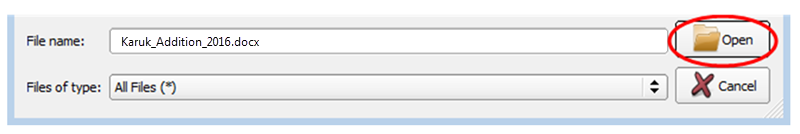 File name: Karuk_Addition_2016.docx Open
Files of type: All Files (*) Cancel